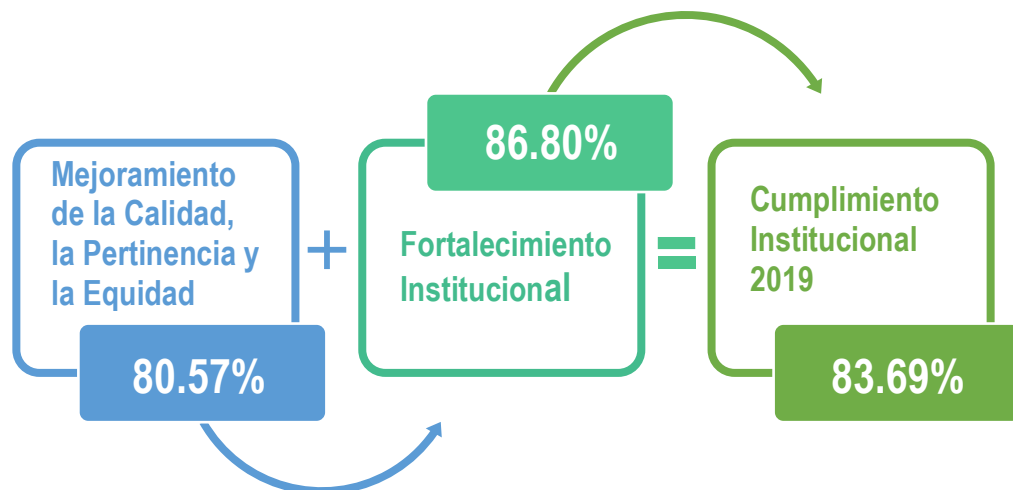 Mejoramiento
de la Calidad,
la Pertinencia y
la Equidad
80.57%
+
86.80%
Fortalecimiento
Institucional
=
Cumplimiento
Institucional
2019
83.69%